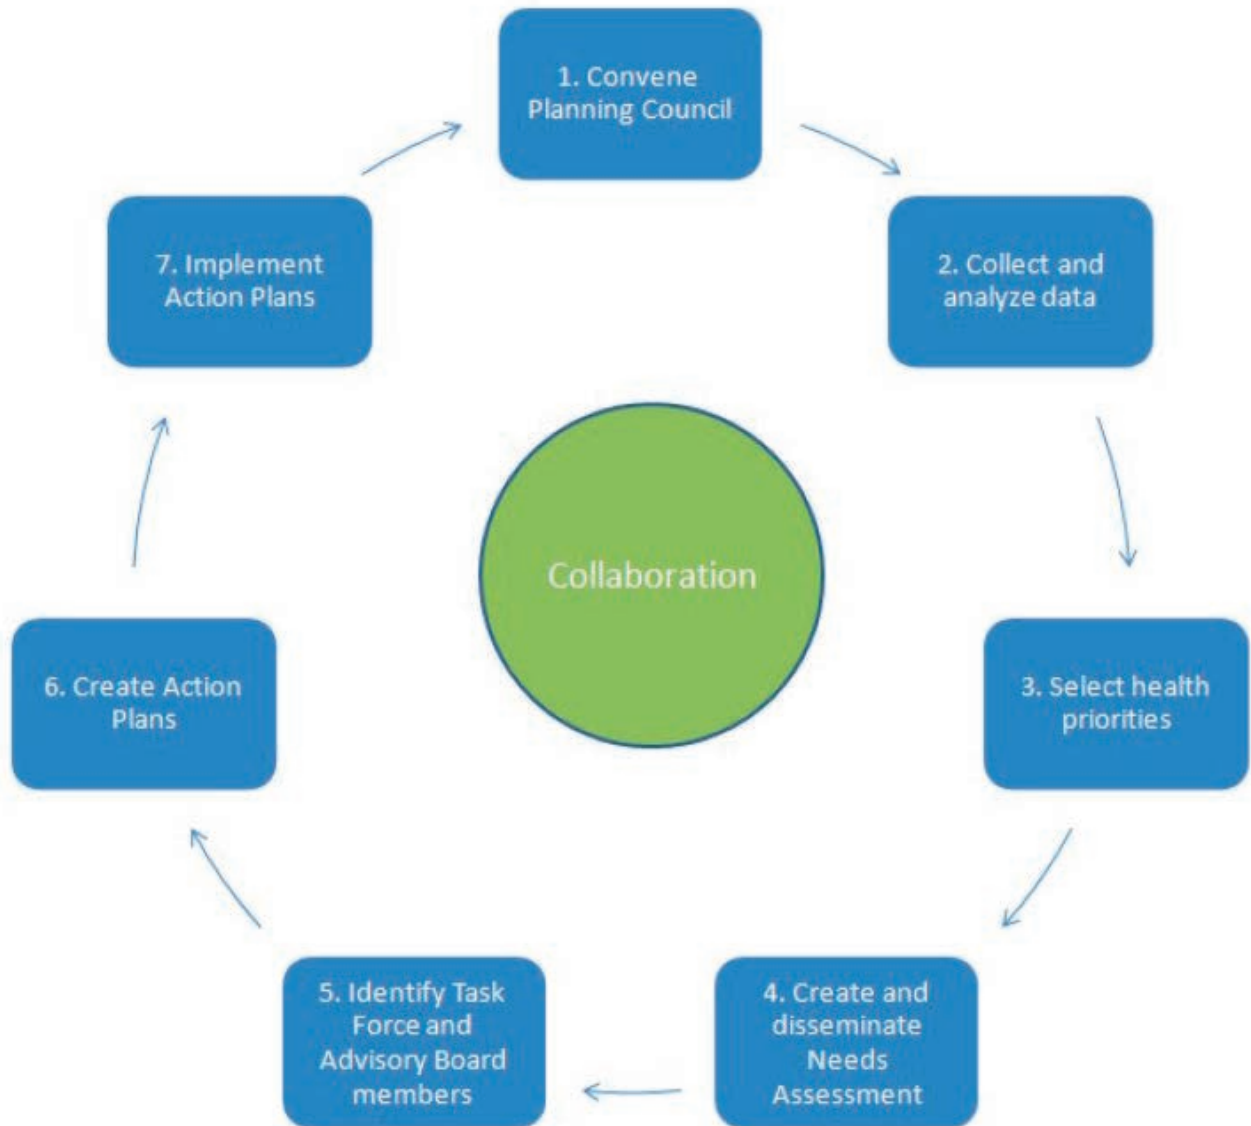 1. Convene
Planning Council
2. Collect and
analyze data
3. Select health
priorities
4. Create and
disseminate
Needs
Assessment
5. Identify Task
Force and
Advisory Board
members
6. Create Action
Plans
7. Implement
Action Plans
Collaboration